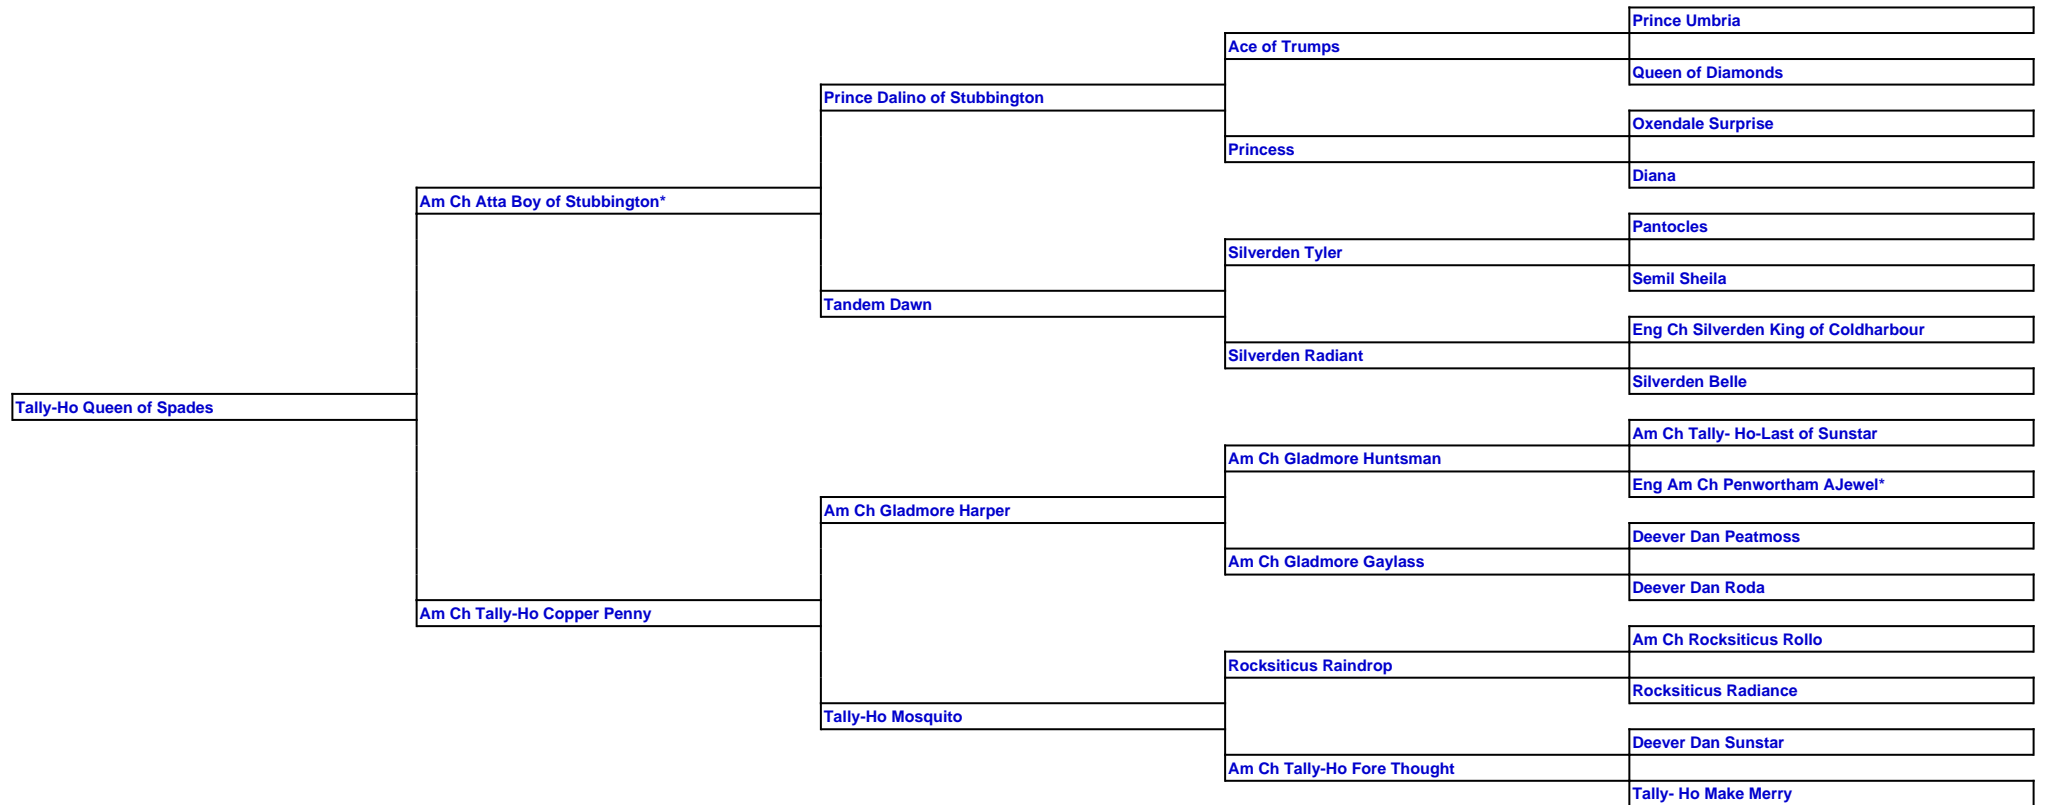 Prince Umbria
Ace of Trumps
Queen of Diamonds
Prince Dalino of Stubbington
Oxendale Surprise
Princess
Diana
Am Ch Atta Boy of Stubbington*
Pantocles
Silverden Tyler
Semil Sheila
Tandem Dawn
Eng Ch Silverden King of Coldharbour
Silverden Radiant
Silverden Belle
Tally-Ho Queen of Spades
Am Ch Tally- Ho-Last of Sunstar
Am Ch Gladmore Huntsman
Eng Am Ch Penwortham AJewel*
Am Ch Gladmore Harper
Deever Dan Peatmoss
Am Ch Gladmore Gaylass
Deever Dan Roda
Am Ch Tally-Ho Copper Penny
Am Ch Rocksiticus Rollo
Rocksiticus Raindrop
Rocksiticus Radiance
Tally-Ho Mosquito
Deever Dan Sunstar
Am Ch Tally-Ho Fore Thought
Tally- Ho Make Merry